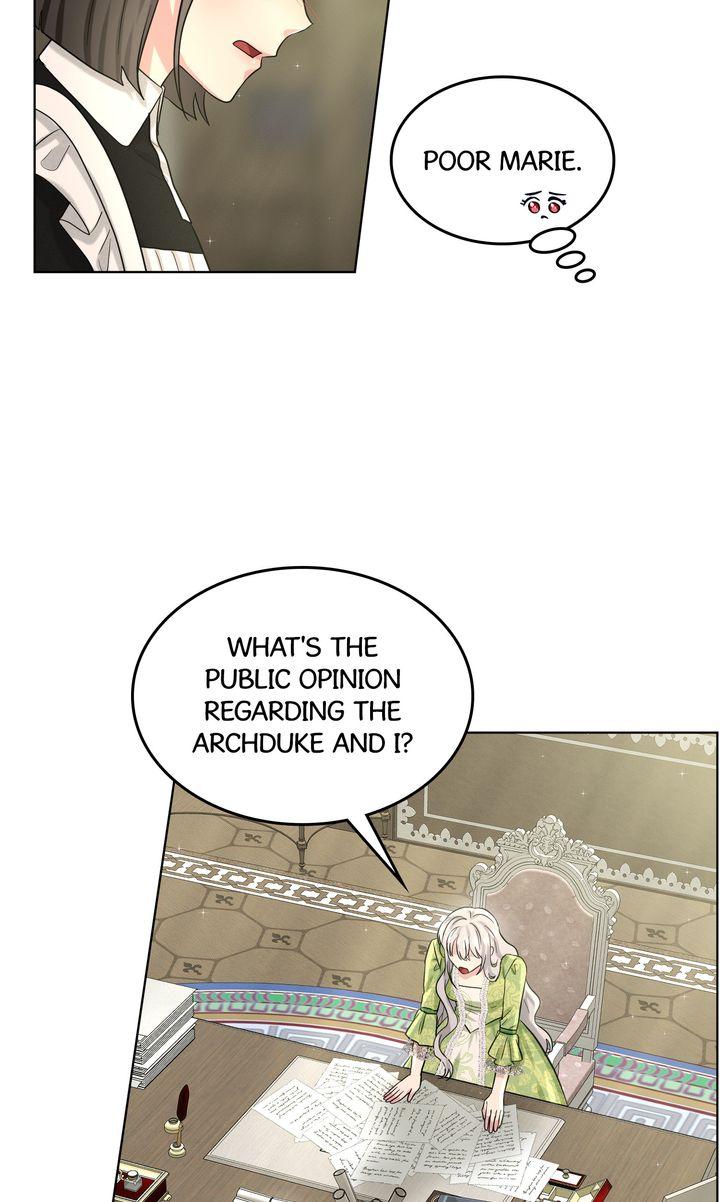 POOR MARIE.
WHAT'S THE
PUBLIC OPINION
REGARDING THE
ARCHDUKE AND I?